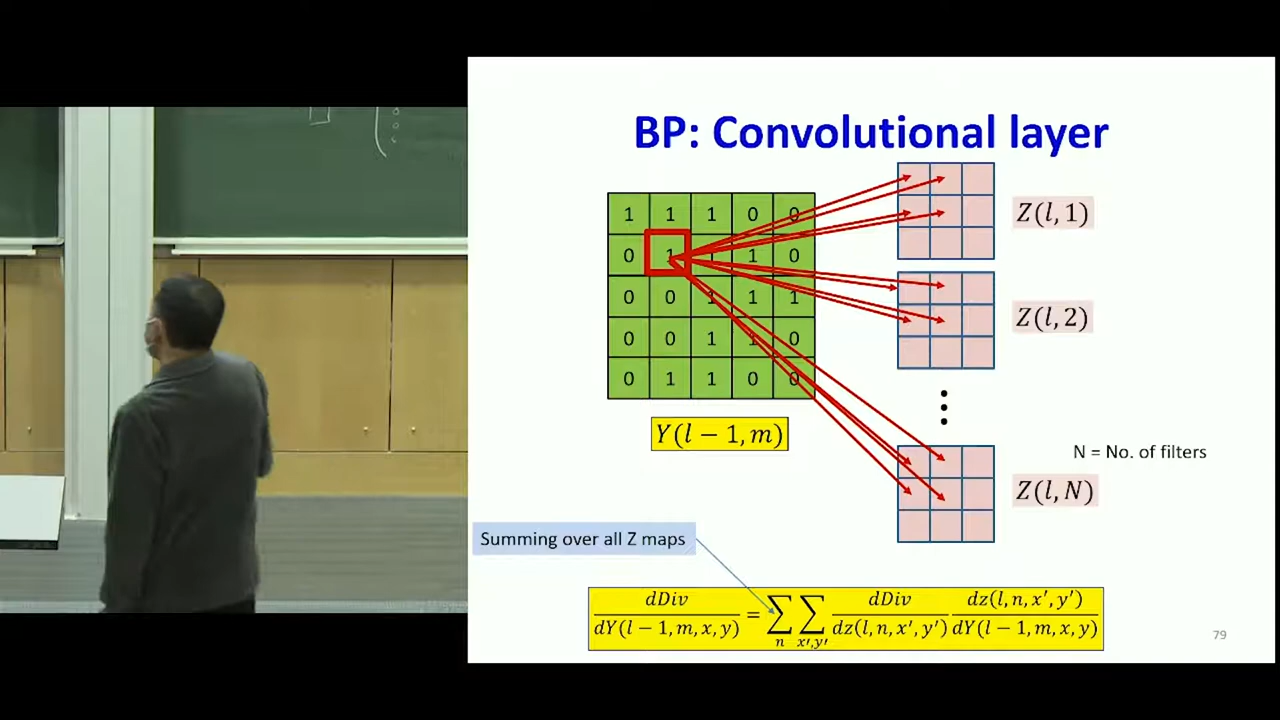 BP: Convolutional layer
1 1 1 0 0
0 1 1 1 0
0 0 1 1 1
0 0 1 1 0
0 1 1 0 0
Y(l − 1, m)
Z(l, 1)
Z(l, 2)
⋮
N = No. of filters
Z(l, N)
Summing over all Z maps
dDiv/dY(l − 1, m, x, y) = ∑_n ∑_{x′,y′} dDiv/dz(l, n, x′, y′) dz(l, n, x′, y′)/dY(l − 1, m, x, y)
79